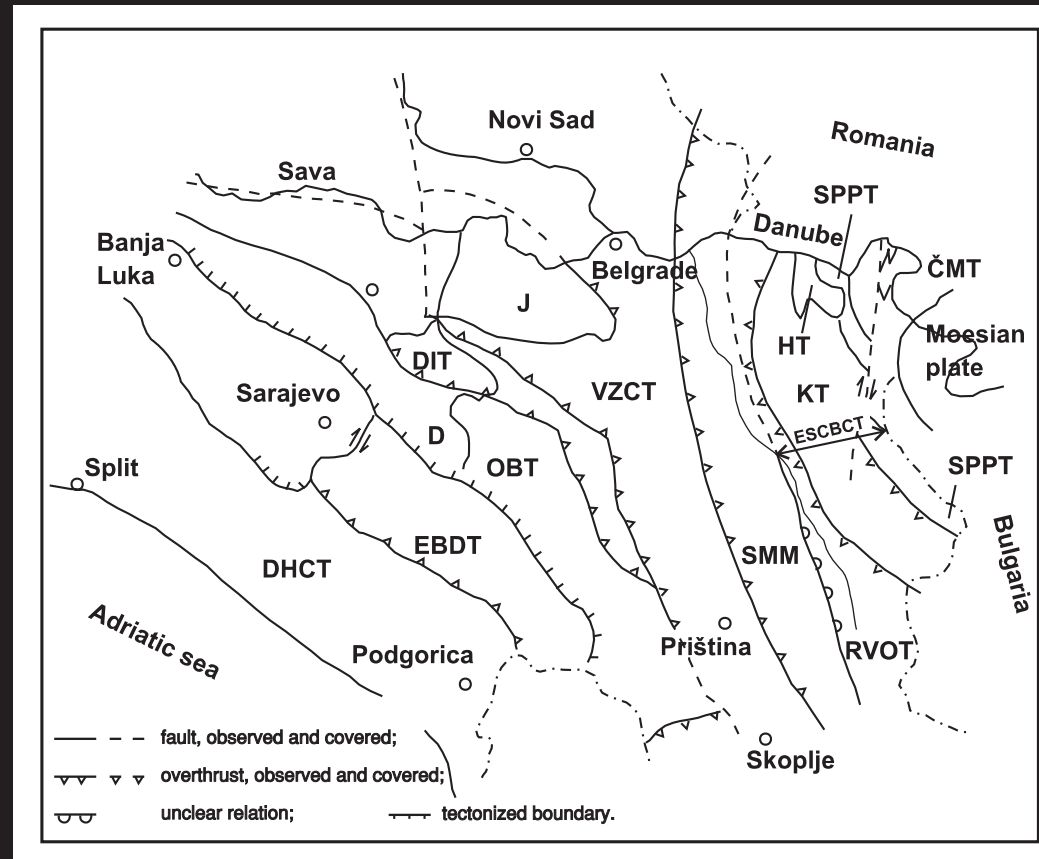 Novi Sad
Romania
Sava
SPPT
Danube
Banja
Luka
Belgrade
ČMT
J
Moesian
plate
HT
DIT
KT
VZCT
Sarajevo
ESCBCT
D
OBT
Split
SPPT
Bulgaria
EBDT
SMM
DHCT
Adriatic sea
Priština
RVOT
Podgorica
Skoplje
fault, observed and covered;
overthrust, observed and covered;
unclear relation;
tectonized boundary.